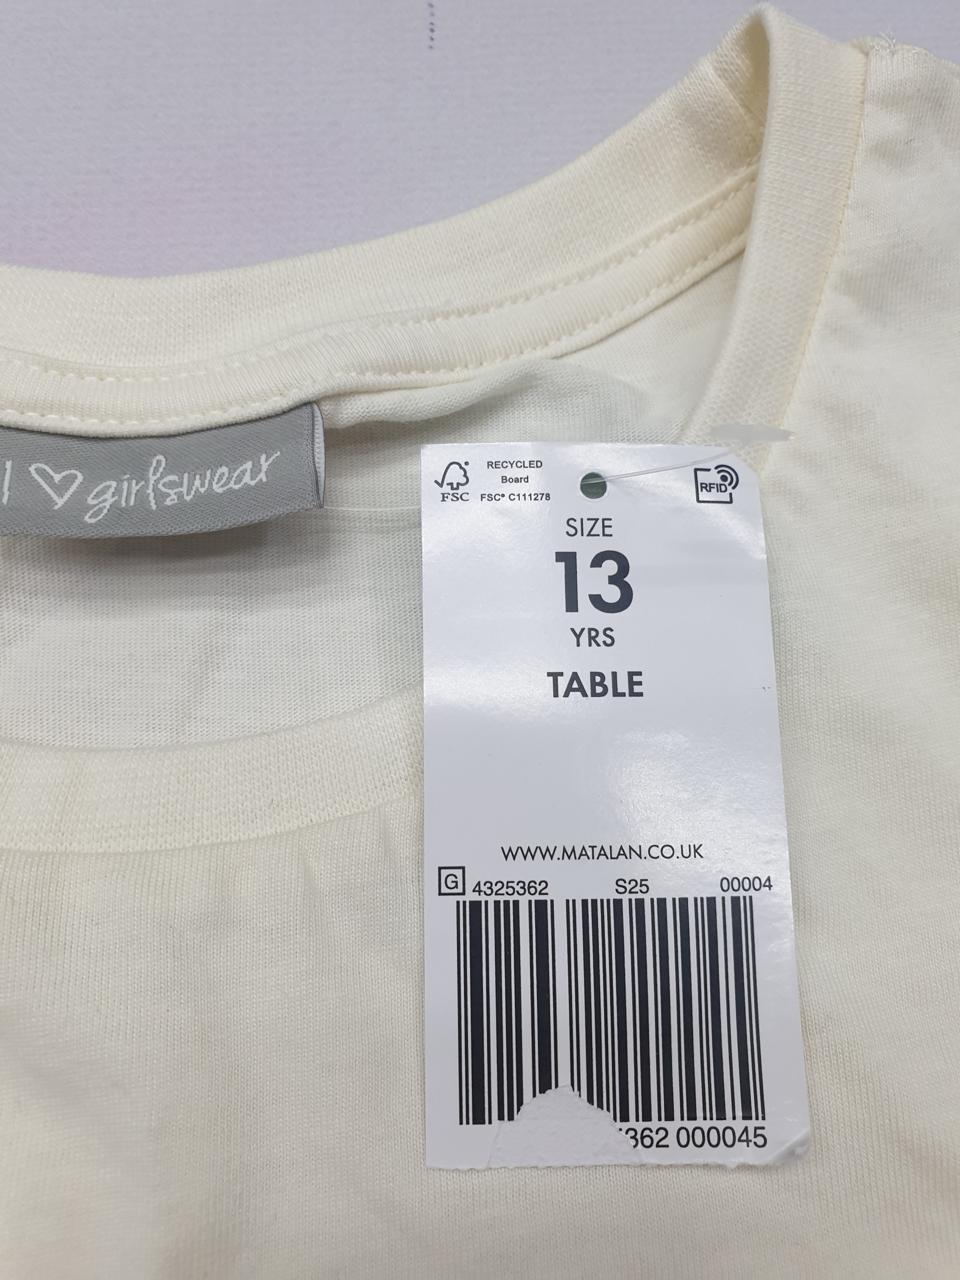 I ♡ girlswear
RECYCLED
Board
FSC® C111278
FSC
RFID
SIZE
13
YRS
TABLE
WWW.MATALAN.CO.UK
G 4325362 S25 00004
362 000045